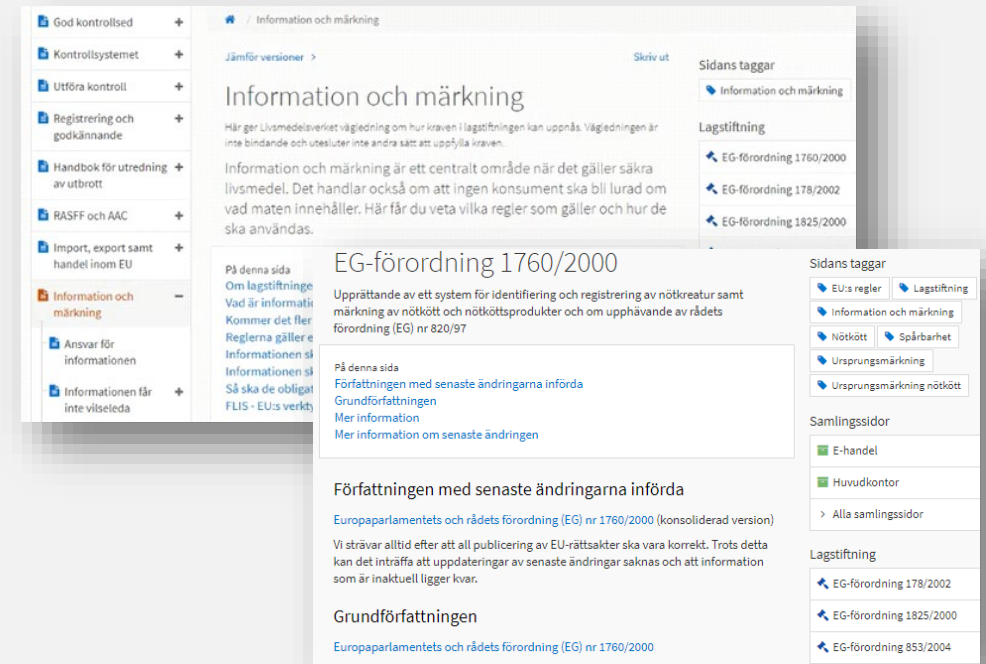 God kontrollsed +
Kontrollsystemet +
Utföra kontroll +
Registrering och +
godkännande
Handbok för utredning +
av utbrott
RASFF och AAC +
Import, export samt +
handel inom EU
Information och −
märkning
Ansvar för
informationen
Informationen får +
inte vilseleda
/ Information och märkning
Jämför versioner >
Skriv ut
Information och märkning
Här ger Livsmedelsverket vägledning om hur kraven i lagstiftningen kan uppnås. Vägledningen är
inte bindande och utesluter inte andra sätt att uppfylla kraven.
Information och märkning är ett centralt område när det gäller säkra
livsmedel. Det handlar också om att ingen konsument ska bli lurad om
vad maten innehåller. Här får du veta vilka regler som gäller och hur de
ska användas.
På denna sida
Om lagstiftninge
Vad är informati
Kommer det fler
Reglerna gäller e
Informationen sk
Informationen sk
Så ska de obligat
FLIS - EU:s verkty
Sidans taggar
Information och märkning
Lagstiftning
EG-förordning 1760/2000
EG-förordning 178/2002
EG-förordning 1825/2000
EG-förordning 1760/2000
Upprättande av ett system för identifiering och registrering av nötkreatur samt
märkning av nötkött och nötköttsprodukter och om upphävande av rådets
förordning (EG) nr 820/97
På denna sida
Författningen med senaste ändringarna införda
Grundförfattningen
Mer information
Mer information om senaste ändringen
Författningen med senaste ändringarna införda
Europaparlamentets och rådets förordning (EG) nr 1760/2000 (konsoliderad version)
Vi strävar alltid efter att all publicering av EU-rättsakter ska vara korrekt. Trots detta
kan det inträffa att uppdateringar av senaste ändringar saknas och att information
som är inaktuell ligger kvar.
Grundförfattningen
Europaparlamentets och rådets förordning (EG) nr 1760/2000
Sidans taggar
EU:s regler Lagstiftning
Information och märkning
Nötkött Spårbarhet
Ursprungsmärkning
Ursprungsmärkning nötkött
Samlingssidor
E-handel
Huvudkontor
> Alla samlingssidor
Lagstiftning
EG-förordning 178/2002
EG-förordning 1825/2000
EG-förordning 853/2004